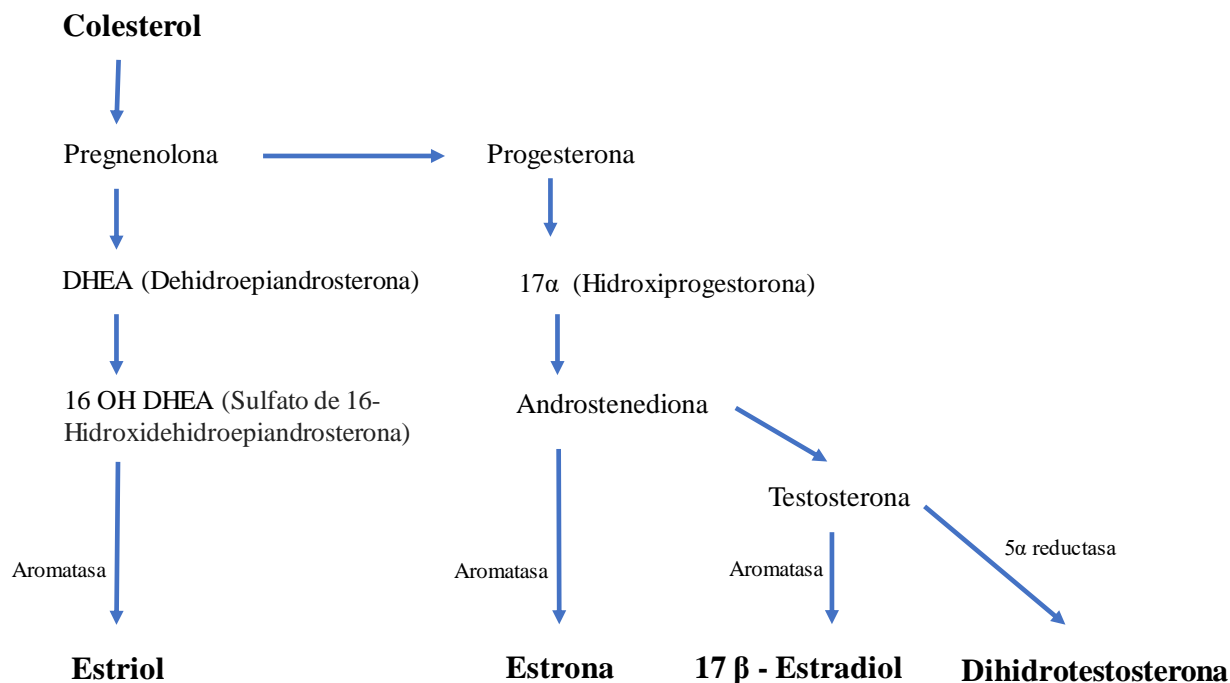 Colesterol
Pregnenolona
Progesterona
DHEA (Dehidroepiandrosterona)
17α (Hidroxiprogestorona)
16 OH DHEA (Sulfato de 16-
Hidroxidehidroepiandrosterona)
Androstenediona
Testosterona
5α reductasa
Aromatasa
Aromatasa
Aromatasa
Estriol
Estrona
17 β - Estradiol
Dihidrotestosterona